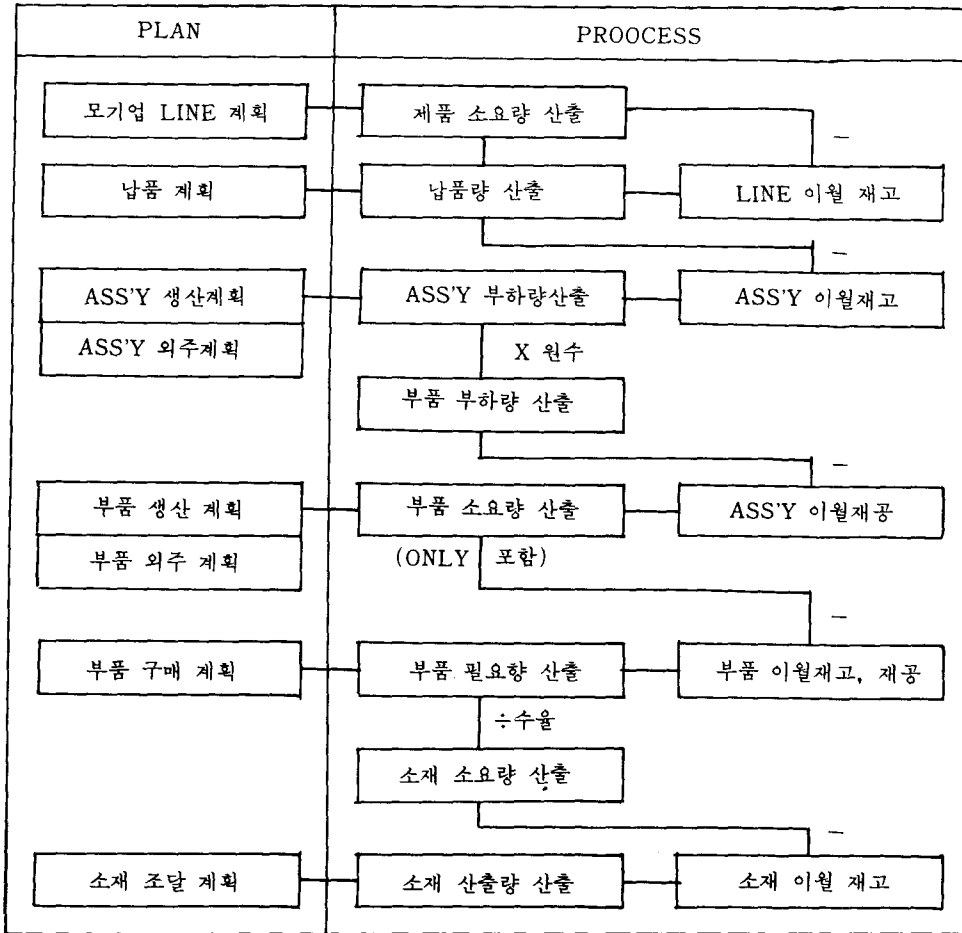 PLAN
PROOCESS
모기업 LINE 계획
제품 소요량 산출
—
납품 계획
납품량 산출
LINE 이월 재고
—
ASS'Y 생산계획
ASS'Y 부하량산출
ASS'Y 이월재고
ASS'Y 외주계획
X 원수
부품 부하량 산출
—
부품 생산 계획
부품 소요량 산출
ASS'Y 이월재공
부품 외주 계획
(ONLY 포함)
—
부품 구매 계획
부품 필요향 산출
부품 이월재고, 재공
÷수율
소재 소요량 산출
—
소재 조달 계획
소재 산출량 산출
소재 이월 재고